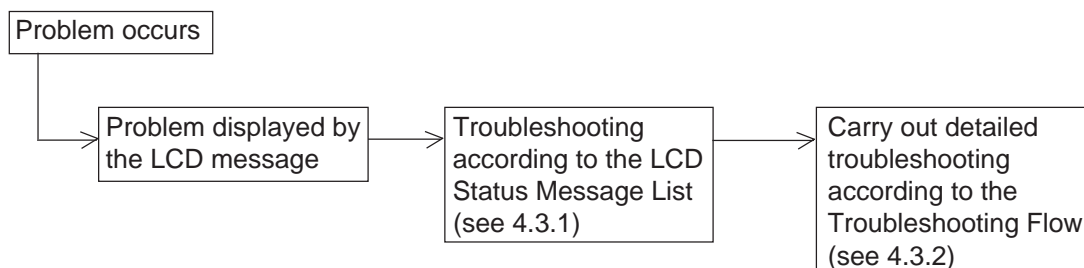 Problem occurs
Problem displayed by
the LCD message
Troubleshooting
according to the LCD
Status Message List
(see 4.3.1)
Carry out detailed
troubleshooting
according to the
Troubleshooting Flow
(see 4.3.2)